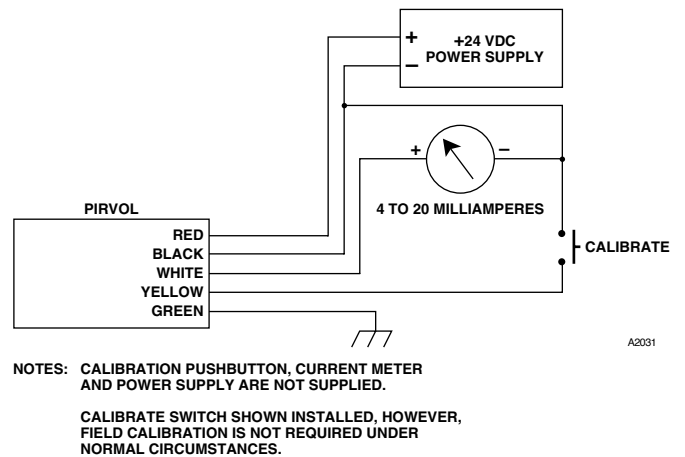 + +24 VDC
− POWER SUPPLY
+ −
4 TO 20 MILLIAMPERES
PIRVOL
RED
BLACK
WHITE
YELLOW
GREEN
CALIBRATE
A2031
NOTES: CALIBRATION PUSHBUTTON, CURRENT METER
AND POWER SUPPLY ARE NOT SUPPLIED.
CALIBRATE SWITCH SHOWN INSTALLED, HOWEVER,
FIELD CALIBRATION IS NOT REQUIRED UNDER
NORMAL CIRCUMSTANCES.